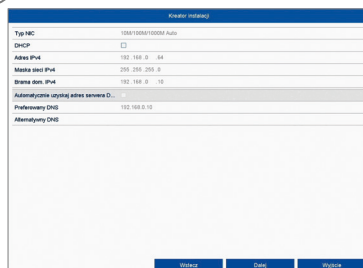 Kreator Instalacji
Typ NIC 10M/100M/1000M Auto
DHCP
Adres IPv4 192 .168 .0 .64
Maska sieci IPv4 255 .255 .255 .0
Brama dom. IPv4 192 .168 .0 .10
Automatycznie uzyskaj adres serwera D...
Preferowany DNS 192.168.0.10
Alternatywny DNS
Wstecz Dalej Wyjście